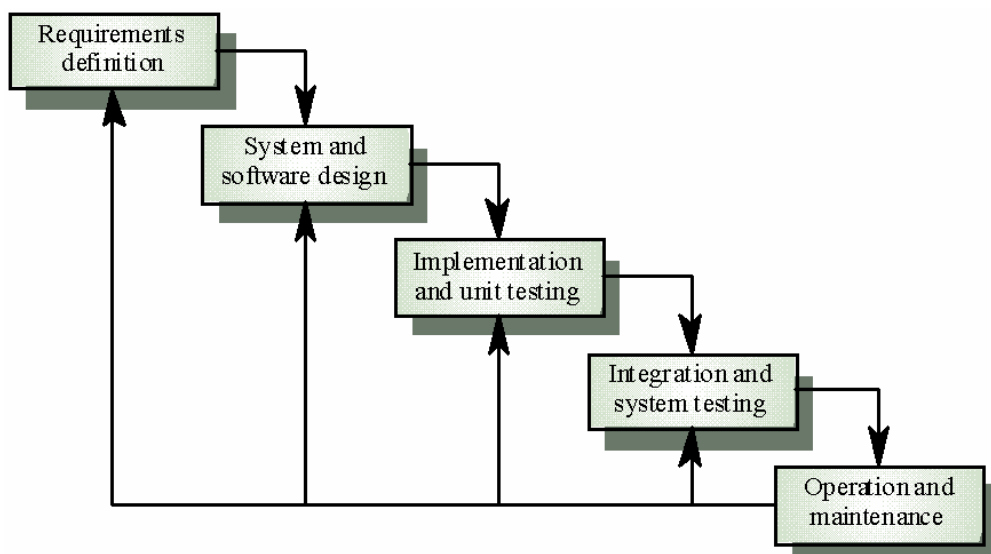 Requirements
definition
System and
software design
Implementation
and unit testing
Integration and
system testing
Operation and
maintenance